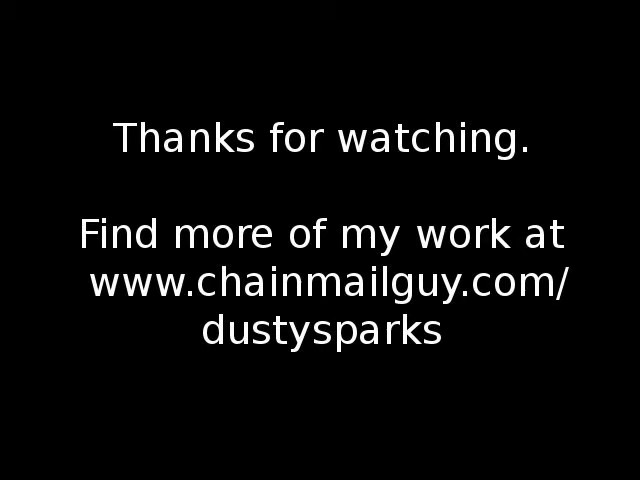 Thanks for watching.
Find more of my work at
www.chainmailguy.com/
dustysparks